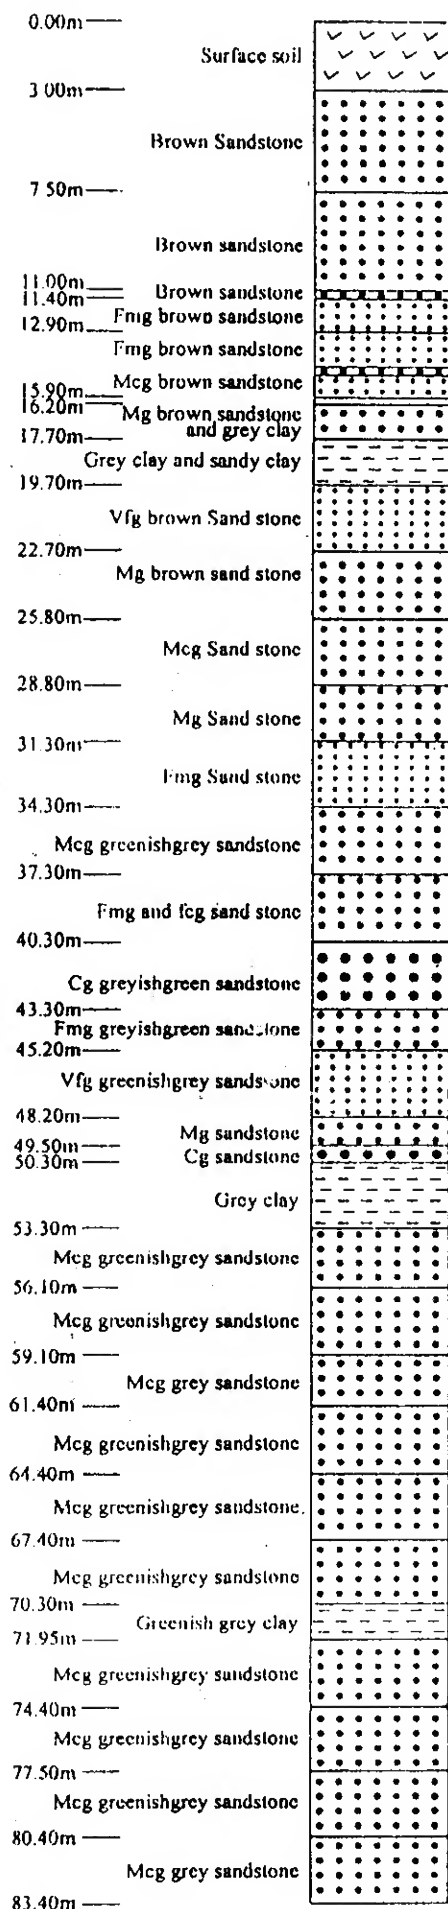 0.00m
Surface soil
3.00m
Brown Sandstone
7.50m
Brown sandstone
11.00m
Brown sandstone
11.40m
Fmg brown sandstone
12.90m
Fmg brown sandstone
Mcg brown sandstone
15.90m
16.20m
Mg brown sandstone
and grey clay
17.70m
Grey clay and sandy clay
19.70m
Vfg brown Sand stone
22.70m
Mg brown sand stone
25.80m
Mcg Sand stone
28.80m
Mg Sand stone
31.30m
Fmg Sand stone
34.30m
Mcg greenishgrey sandstone
37.30m
Fmg and fcg sand stone
40.30m
Cg greyishgreen sandstone
43.30m
Fmg greyishgreen sandstone
45.20m
Vfg greenishgrey sandstone
48.20m
Mg sandstone
49.50m
Cg sandstone
50.30m
Grey clay
53.30m
Mcg greenishgrey sandstone
56.10m
Mcg greenishgrey sandstone
59.10m
Mcg grey sandstone
61.40m
Mcg greenishgrey sandstone
64.40m
Mcg greenishgrey sandstone.
67.40m
Mcg greenishgrey sandstone
70.30m
Greenish grey clay
71.95m
Mcg greenishgrey sandstone
74.40m
Mcg greenishgrey sandstone
77.50m
Mcg greenishgrey sandstone
80.40m
Mcg grey sandstone
83.40m